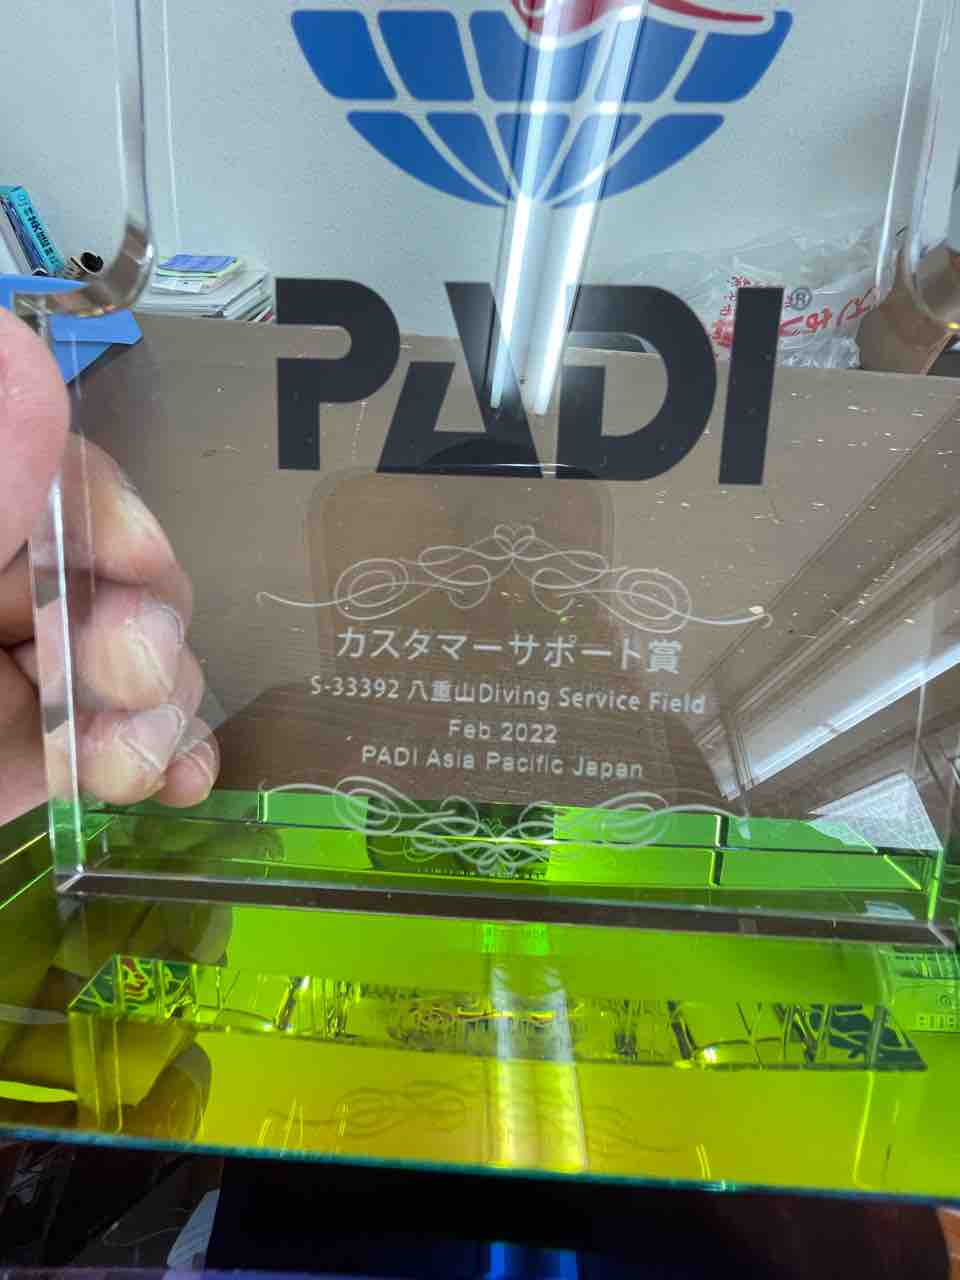 PADI®
カスタマーサポート賞
S-33392 八重山Diving Service Field
Feb 2022
PADI Asia Pacific Japan